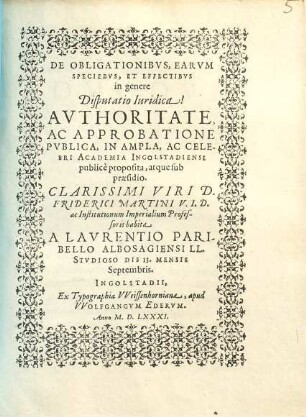 5
DE OBLIGATIONIBVS, EARVM
SPECIEBVS, ET EFFECTIBVS
in genere
Disputatio Iuridica!
AVTHORITATE,
AC APPROBATIONE
PVBLICA, IN AMPLA, AC CELE-
BRI ACADEMIA INGOLSTADIENSI
publicè proposita, atque sub
præsidio.
CLARISSIMI VIRI D.
FRIDERICI MARTINI V. I. D.
ac Institutionum Imperialium Profes-
soris habita
A LAVRENTIO PARI-
BELLO ALBOSAGIENSI LL.
STVDIOSO DIE 11. MENSIS
Septembris.
INGOLSTADII,
Ex Typographia VVeissenhorniana, apud
VVOLFGANGVM EDERVM.
Anno M. D. LXXXI.